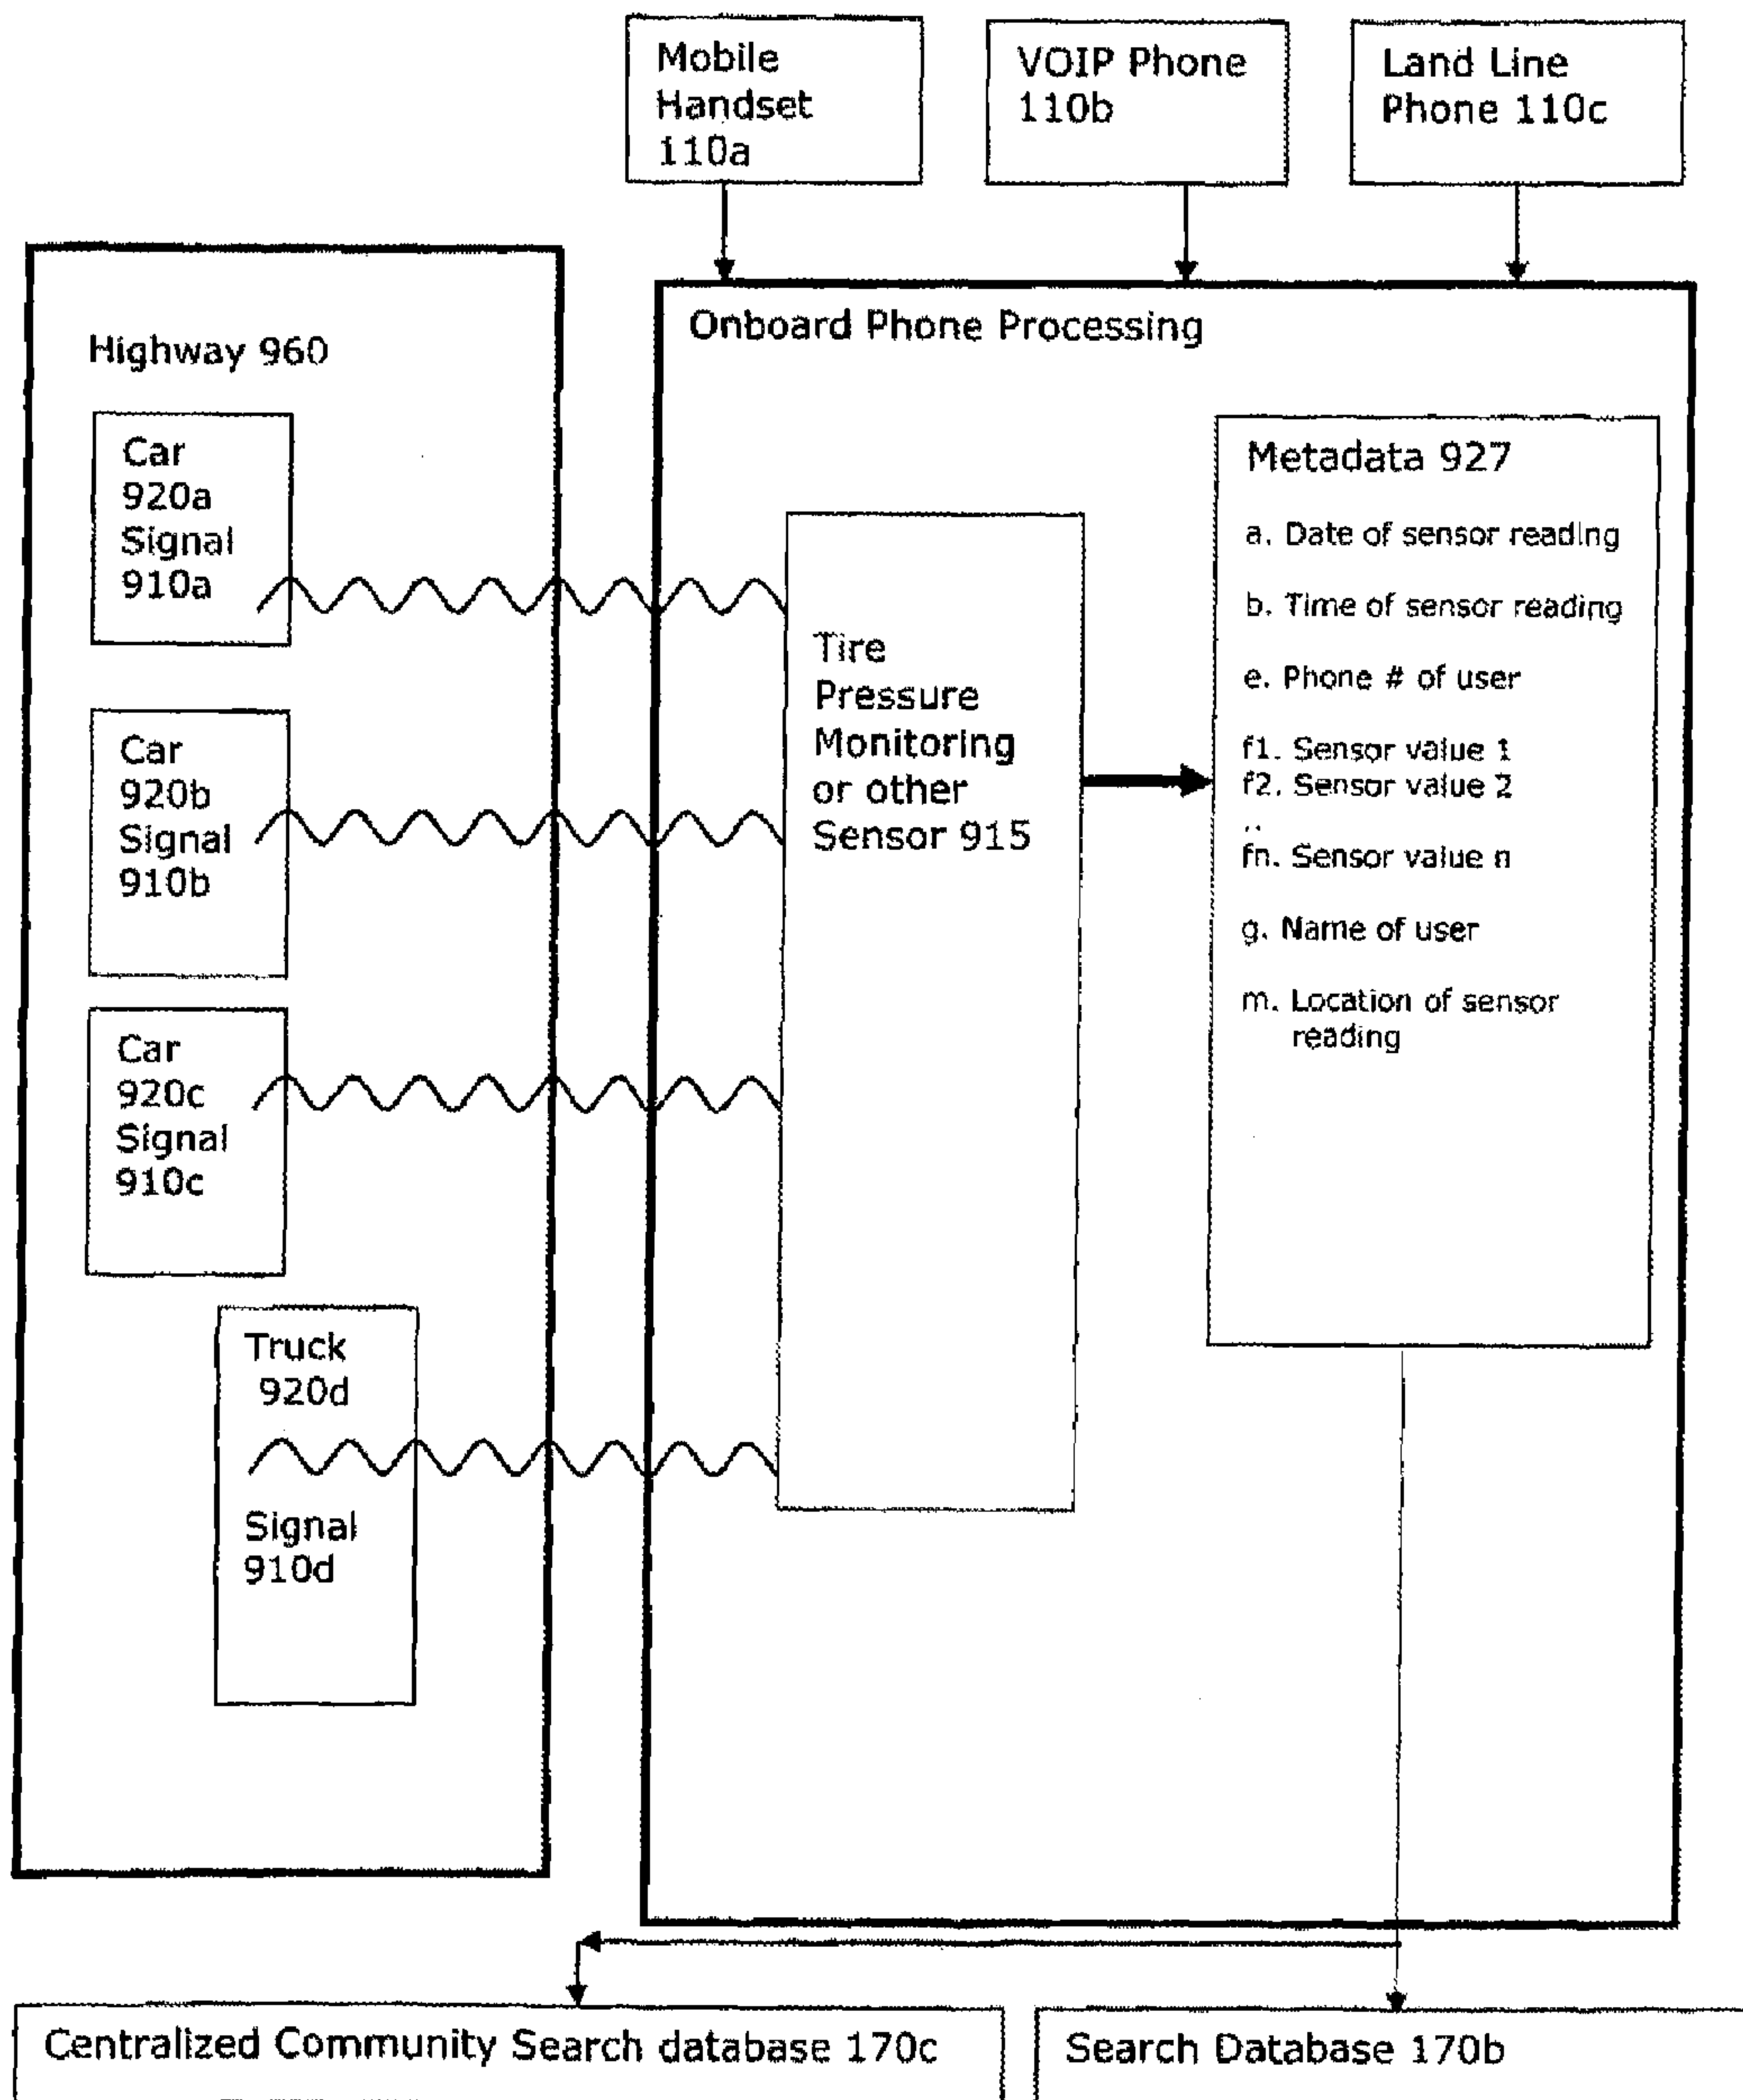 Mobile
Handset
110a
VOIP Phone
110b
Land Line
Phone 110c
Highway 960
Car
920a
Signal
910a
Car
920b
Signal
910b
Car
920c
Signal
910c
Truck
920d
Signal
910d
Onboard Phone Processing
Tire
Pressure
Monitoring
or other
Sensor 915
Metadata 927
a. Date of sensor reading
b. Time of sensor reading
e. Phone # of user
f1. Sensor value 1
f2. Sensor value 2
..
fn. Sensor value n
g. Name of user
m. Location of sensor
reading
Centralized Community Search database 170c
Search Database 170b